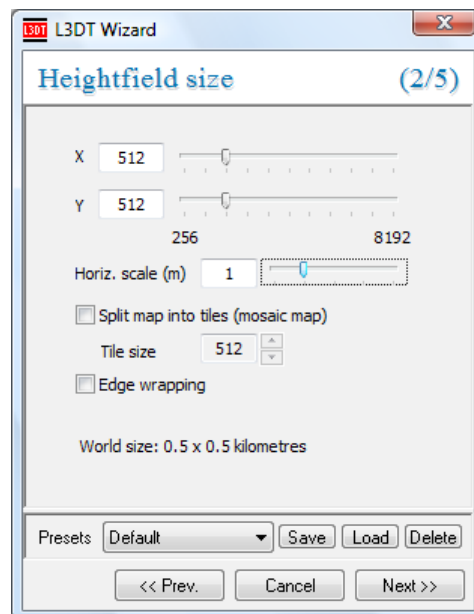 L3DT L3DT Wizard
Heightfield size (2/5)
X 512
Y 512
256 8192
Horiz. scale (m) 1
Split map into tiles (mosaic map)
Tile size 512
Edge wrapping
World size: 0.5 x 0.5 kilometres
Presets Default Save Load Delete
<< Prev. Cancel Next >>